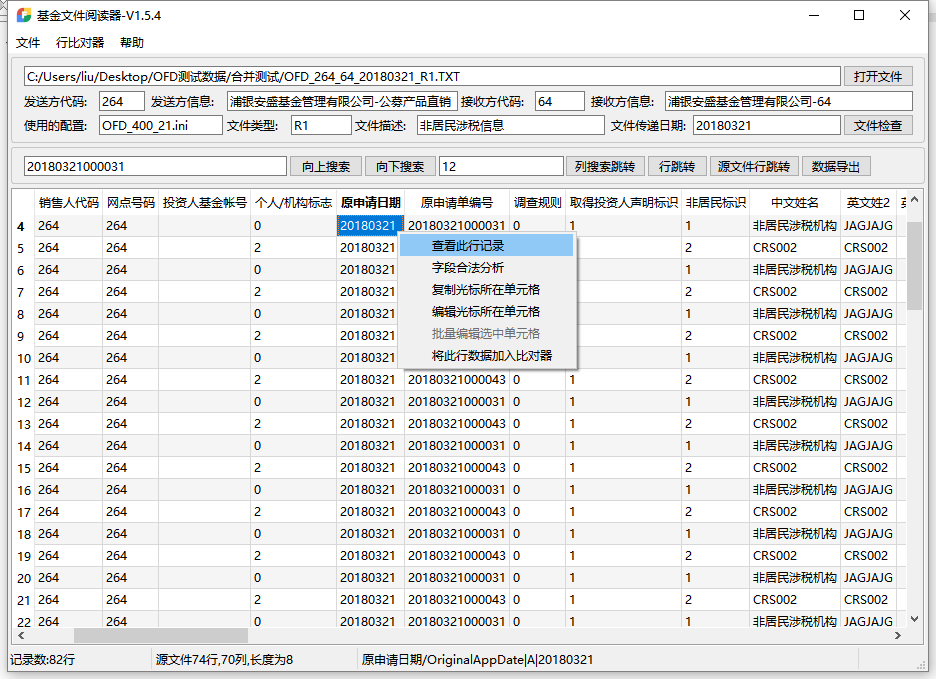 基金文件阅读器-V1.5.4
文件 行比对器 帮助
C:/Users/liu/Desktop/OFD测试数据/合并测试/OFD_264_64_20180321_R1.TXT 打开文件
发送方代码: 264 发送方信息: 浦银安盛基金管理有限公司-公募产品直销 接收方代码: 64 接收方信息: 浦银安盛基金管理有限公司-64
使用的配置: OFD_400_21.ini 文件类型: R1 文件描述: 非居民涉税信息 文件传递日期: 20180321 文件检查
20180321000031 向上搜索 向下搜索 12 列搜索跳转 行跳转 源文件行跳转 数据导出
销售人代码 网点号码 投资人基金帐号 个人/机构标志 原申请日期 原申请单编号 调查规则 取得投资人声明标识 非居民标识 中文姓名 英文姓2
4 264 264 0 20180321 20180321000031 0 1 1 非居民涉税机构 JAGJAJG
5 264 264 2 20180321 2 CRS002 CRS002
6 264 264 0 20180321 1 非居民涉税机构 JAGJAJG
7 264 264 2 20180321 2 CRS002 CRS002
8 264 264 0 20180321 1 非居民涉税机构 JAGJAJG
9 264 264 2 20180321 2 CRS002 CRS002
10 264 264 0 20180321 1 非居民涉税机构 JAGJAJG
查看此行记录
字段合法分析
复制光标所在单元格
编辑光标所在单元格
批量编辑选中单元格
将此行数据加入比对器
11 264 264 2 20180321 20180321000043 0 1 2 CRS002 CRS002
12 264 264 0 20180321 20180321000031 0 1 1 非居民涉税机构 JAGJAJG
13 264 264 2 20180321 20180321000043 0 1 2 CRS002 CRS002
14 264 264 0 20180321 20180321000031 0 1 1 非居民涉税机构 JAGJAJG
15 264 264 2 20180321 20180321000043 0 1 2 CRS002 CRS002
16 264 264 0 20180321 20180321000031 0 1 1 非居民涉税机构 JAGJAJG
17 264 264 2 20180321 20180321000043 0 1 2 CRS002 CRS002
18 264 264 0 20180321 20180321000031 0 1 1 非居民涉税机构 JAGJAJG
19 264 264 2 20180321 20180321000043 0 1 2 CRS002 CRS002
20 264 264 0 20180321 20180321000031 0 1 1 非居民涉税机构 JAGJAJG
21 264 264 2 20180321 20180321000043 0 1 2 CRS002 CRS002
22 264 264 0 20180321 20180321000031 0 1 1 非居民涉税机构 JAGJAJG
记录数:82行 源文件74行,70列,长度为8 原申请日期/OriginalAppDate|A|20180321